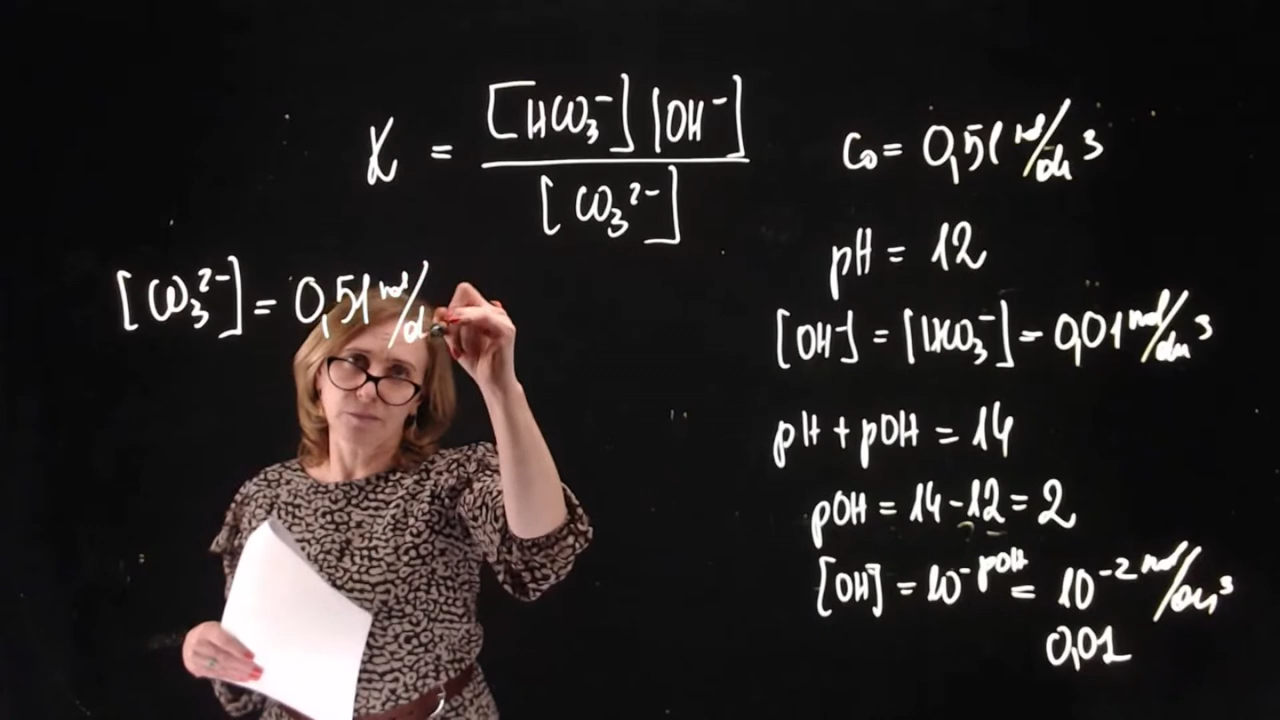 K = [HCO₃⁻] [OH⁻] / [CO₃²⁻]
[CO₃²⁻] = 0,51 mol/d
C₀ = 0,51 mol/dm³
pH = 12
[OH⁻] = [HCO₃⁻] = 0,01 mol/dm³
pH + pOH = 14
pOH = 14 - 12 = 2
[OH⁻] = 10⁻ᵖᴼᴴ = 10⁻² mol/dm³
0,01